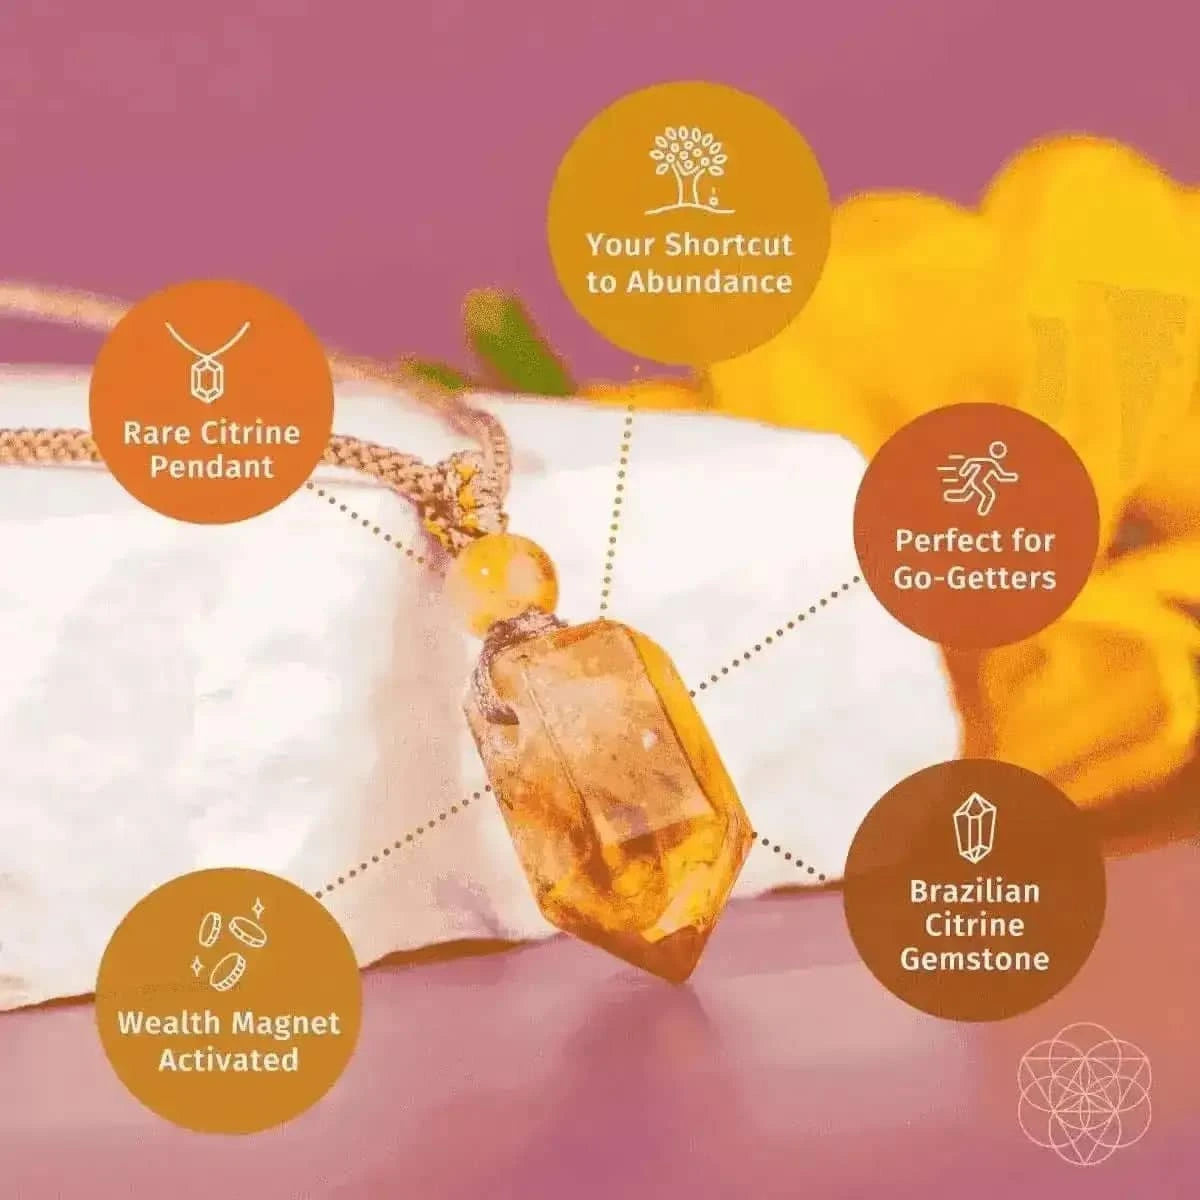 Your Shortcut
to Abundance
Rare Citrine
Pendant
Perfect for
Go-Getters
Brazilian
Citrine
Gemstone
Wealth Magnet
Activated